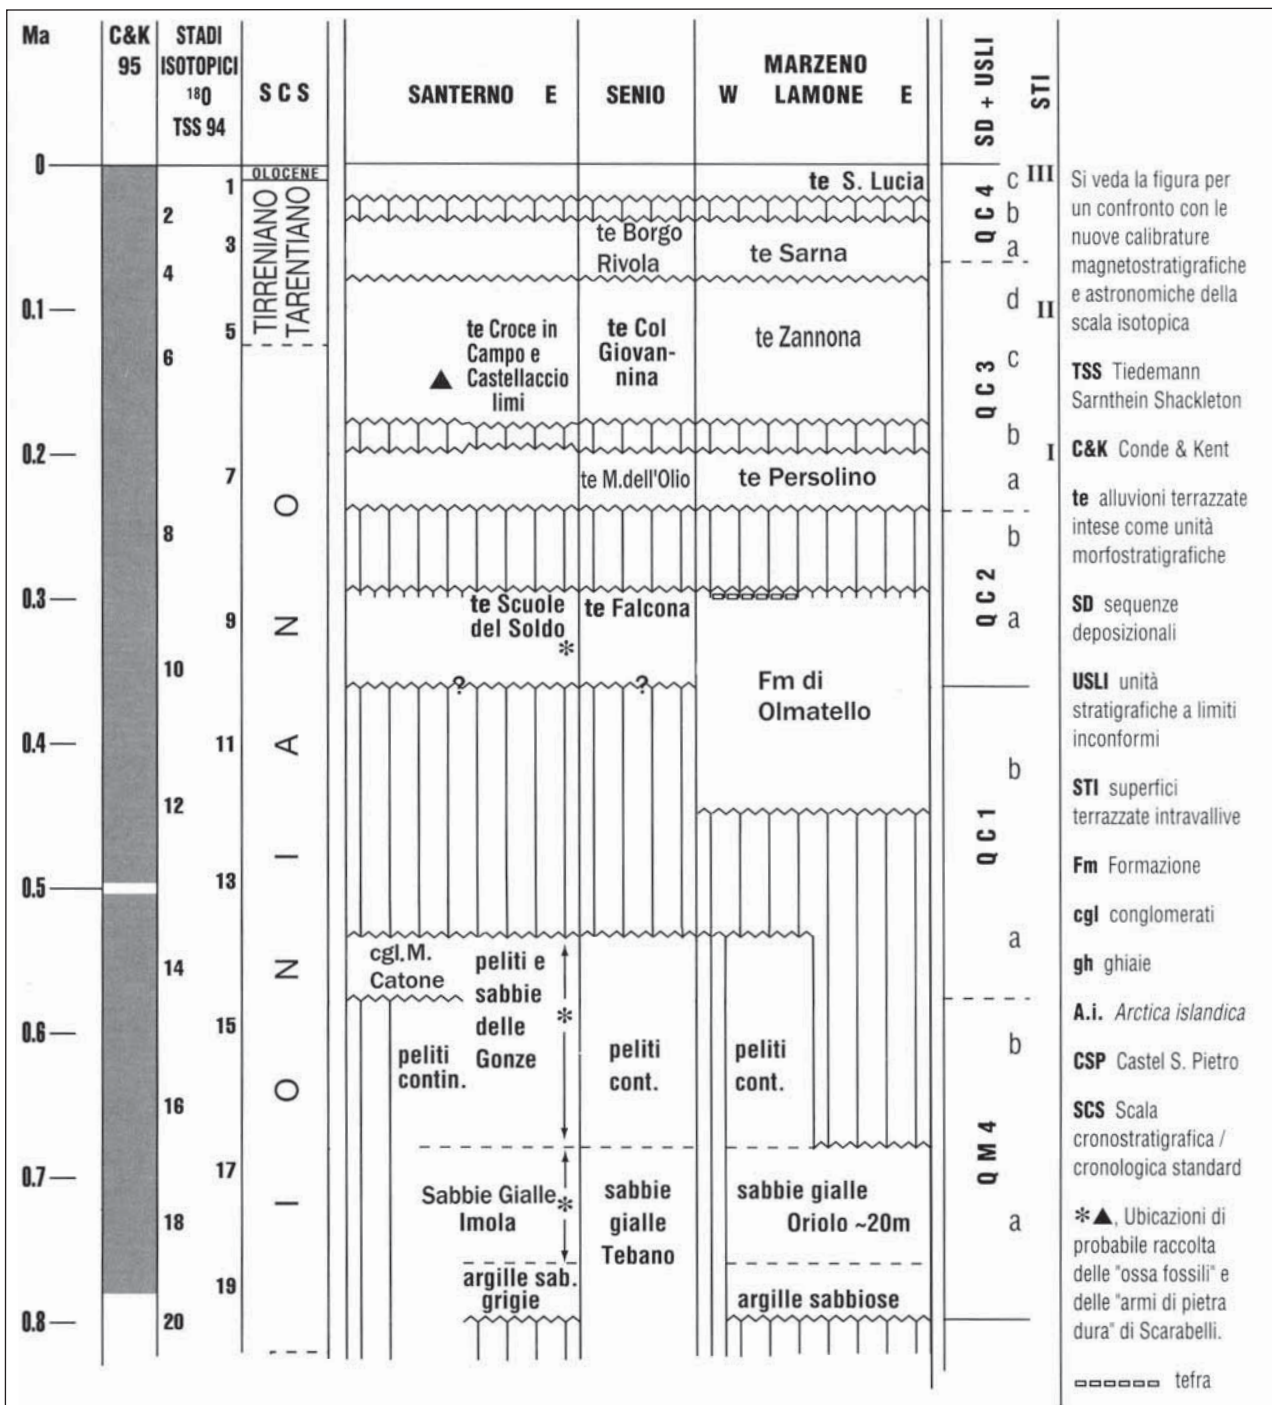 Ma
C&K
95
STADI
ISOTOPICI
¹⁸O
TSS 94
SCS
SANTERNO E
SENIO
MARZENO
W LAMONE E
SD + USLI
STI
0
0.1
0.2
0.3
0.4
0.5
0.6
0.7
0.8
1
2
3
4
5
6
7
8
9
10
11
12
13
14
15
16
17
18
19
20
OLOCENE
TIRRENIANO
TARENTIANO
IONIANO
te S. Lucia
te Borgo
Rivola
te Sarna
te Croce in
Campo e
Castellaccio
limi
te Col
Giovan-
nina
te Zannona
te M.dell'Olio
te Persolino
te Scuole
del Soldo
*
te Falcona
?
?
Fm di
Olmatello
cgl.M.
Catone
peliti e
sabbie
delle
Gonze
*
peliti
contin.
peliti
cont.
peliti
cont.
Sabbie Gialle
Imola
*
sabbie
gialle
Tebano
sabbie gialle
Oriolo ~20m
argille sab.
grigie
argille sabbiose
QC4
c
b
a
QC3
d
c
b
a
QC2
b
a
QC1
b
a
QM4
b
a
III
II
I
Si veda la figura per
un confronto con le
nuove calibrature
magnetostratigrafiche
e astronomiche della
scala isotopica
TSS Tiedemann
Sarnthein Shackleton
C&K Conde & Kent
te alluvioni terrazzate
intese come unità
morfostratigrafiche
SD sequenze
deposizionali
USLI unità
stratigrafiche a limiti
inconformi
STI superfici
terrazzate intravallive
Fm Formazione
cgl conglomerati
gh ghiaie
A.i. Arctica islandica
CSP Castel S. Pietro
SCS Scala
cronostratigrafica /
cronologica standard
*▲, Ubicazioni di
probabile raccolta
delle "ossa fossili" e
delle "armi di pietra
dura" di Scarabelli.
tefra